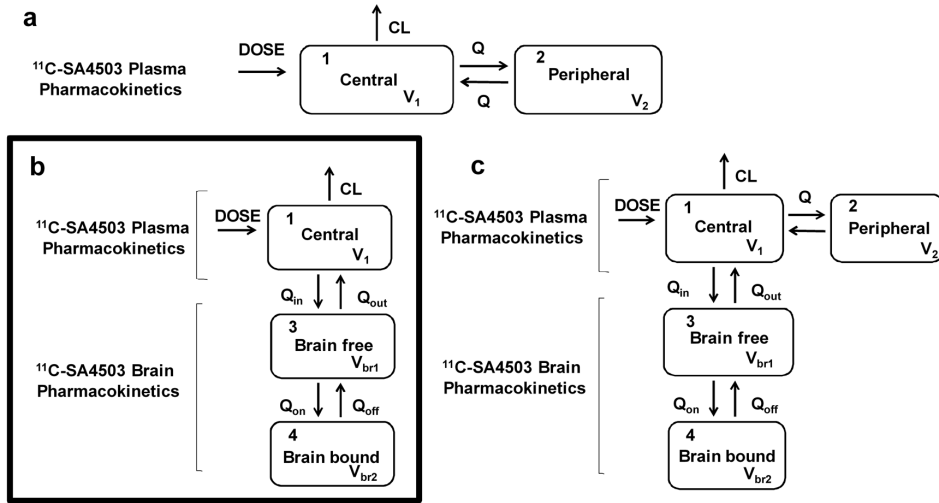 a
¹¹C-SA4503 Plasma
Pharmacokinetics
DOSE
CL
1
Central
V₁
Q
Q
2
Peripheral
V₂
b
¹¹C-SA4503 Plasma
Pharmacokinetics
DOSE
CL
1
Central
V₁
Qin
Qout
¹¹C-SA4503 Brain
Pharmacokinetics
3
Brain free
Vbr1
Qon
Qoff
4
Brain bound
Vbr2
c
¹¹C-SA4503 Plasma
Pharmacokinetics
DOSE
CL
1
Central
V₁
Q
2
Peripheral
V₂
Qin
Qout
¹¹C-SA4503 Brain
Pharmacokinetics
3
Brain free
Vbr1
Qon
Qoff
4
Brain bound
Vbr2